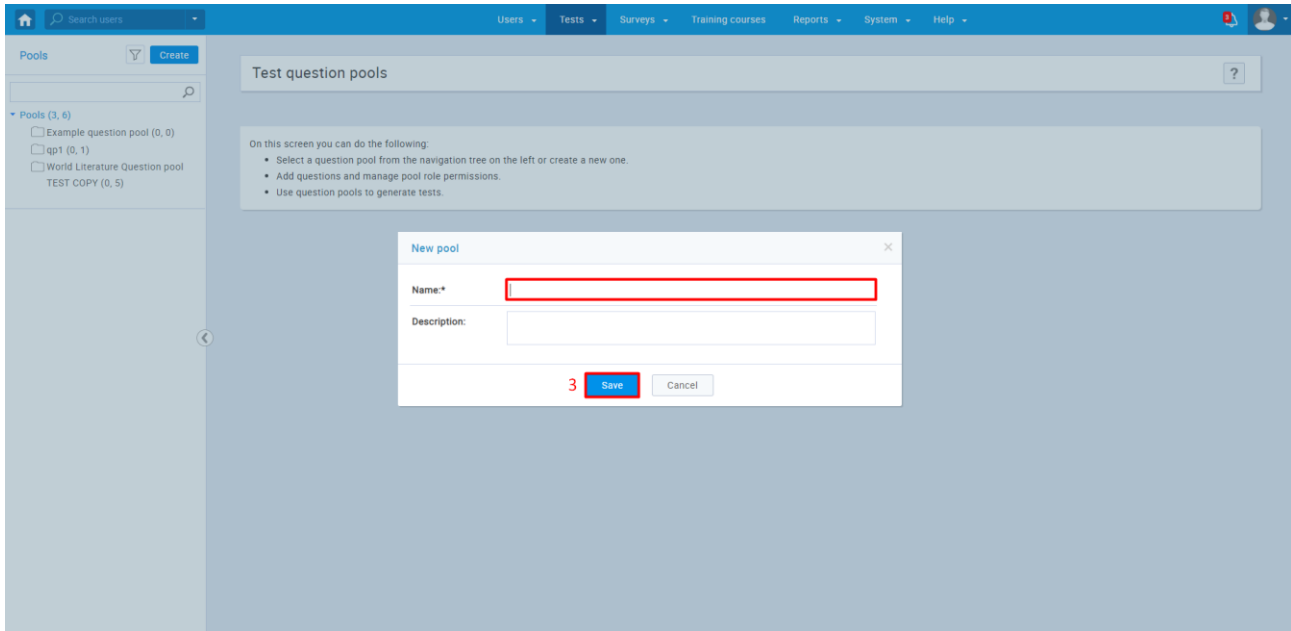 Search users
Users
Tests
Surveys
Training courses
Reports
System
Help
Pools
Create
Pools (3, 6)
Example question pool (0, 0)
qp1 (0, 1)
World Literature Question pool
TEST COPY (0, 5)
Test question pools
?
On this screen you can do the following:
• Select a question pool from the navigation tree on the left or create a new one.
• Add questions and manage pool role permissions.
• Use question pools to generate tests.
New pool
Name:*
Description:
3 Save Cancel